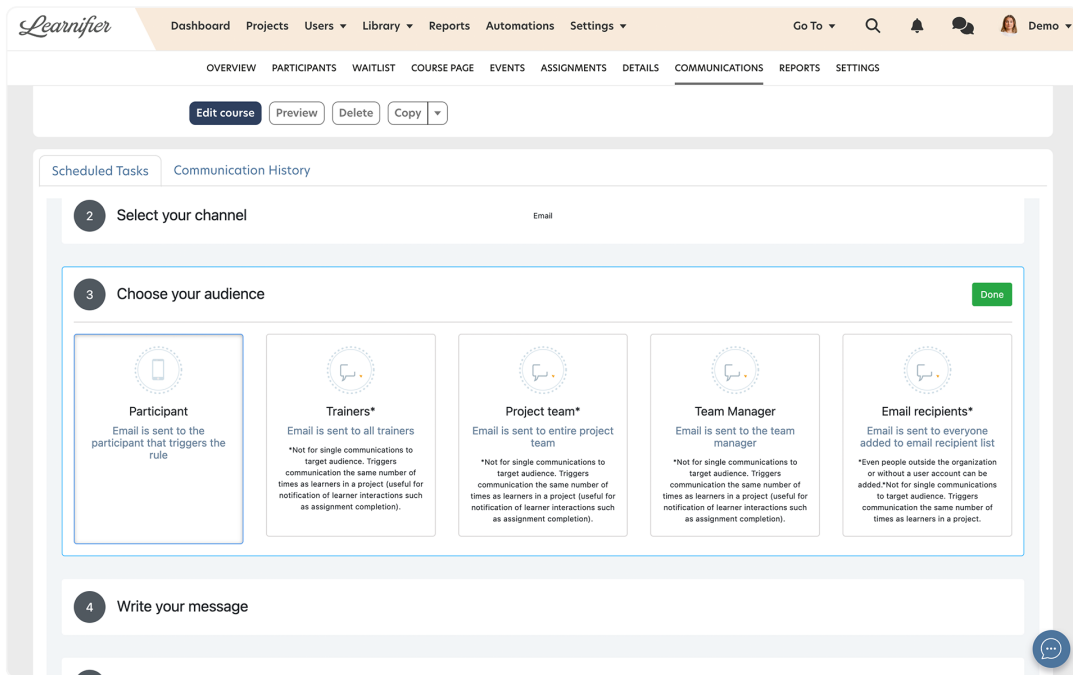 Learnifier
Dashboard Projects Users Library Reports Automations Settings Go To Demo
OVERVIEW PARTICIPANTS WAITLIST COURSE PAGE EVENTS ASSIGNMENTS DETAILS COMMUNICATIONS REPORTS SETTINGS
Edit course Preview Delete Copy
Scheduled Tasks Communication History
2 Select your channel Email
3 Choose your audience Done
Participant
Email is sent to the
participant that triggers the
rule
Trainers*
Email is sent to all trainers
*Not for single communications to
target audience. Triggers
communication the same number of
times as learners in a project (useful for
notification of learner interactions such
as assignment completion).
Project team*
Email is sent to entire project
team
*Not for single communications to
target audience. Triggers
communication the same number of
times as learners in a project (useful for
notification of learner interactions such
as assignment completion).
Team Manager
Email is sent to the team
manager
*Not for single communications to
target audience. Triggers
communication the same number of
times as learners in a project (useful for
notification of learner interactions such
as assignment completion).
Email recipients*
Email is sent to everyone
added to email recipient list
*Even people outside the organization
or without a user account can be
added.*Not for single communications
to target audience. Triggers
communication the same number of
times as learners in a project.
4 Write your message